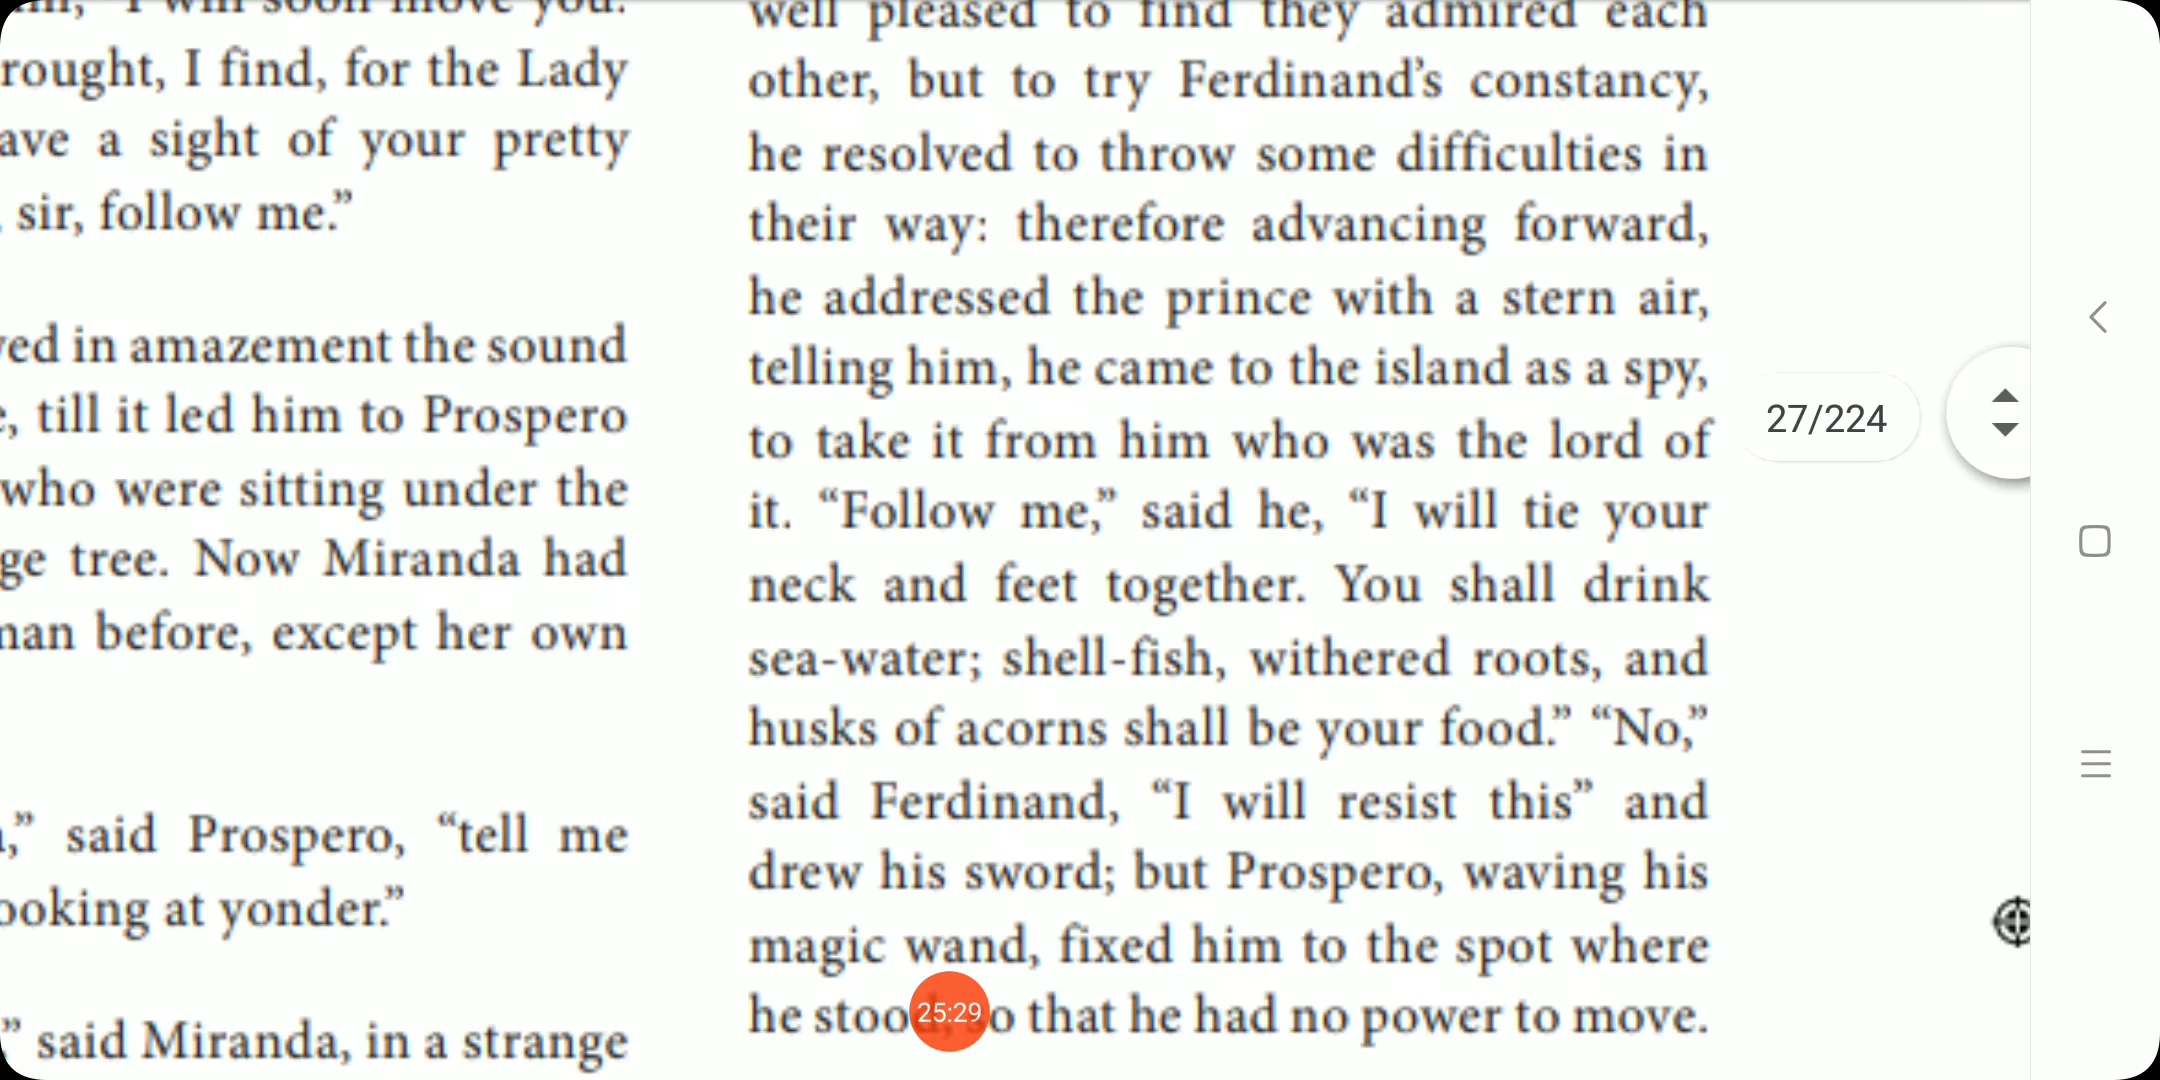 I will soon move you.
rought, I find, for the Lady
ave a sight of your pretty
sir, follow me.”
ved in amazement the sound
e, till it led him to Prospero
who were sitting under the
ge tree. Now Miranda had
man before, except her own
,” said Prospero, “tell me
ooking at yonder.”
” said Miranda, in a strange
well pleased to find they admired each
other, but to try Ferdinand’s constancy,
he resolved to throw some difficulties in
their way: therefore advancing forward,
he addressed the prince with a stern air,
telling him, he came to the island as a spy,
to take it from him who was the lord of
it. “Follow me,” said he, “I will tie your
neck and feet together. You shall drink
sea-water; shell-fish, withered roots, and
husks of acorns shall be your food.” “No,”
said Ferdinand, “I will resist this” and
drew his sword; but Prospero, waving his
magic wand, fixed him to the spot where
he stood, so that he had no power to move.
25:29
27/224